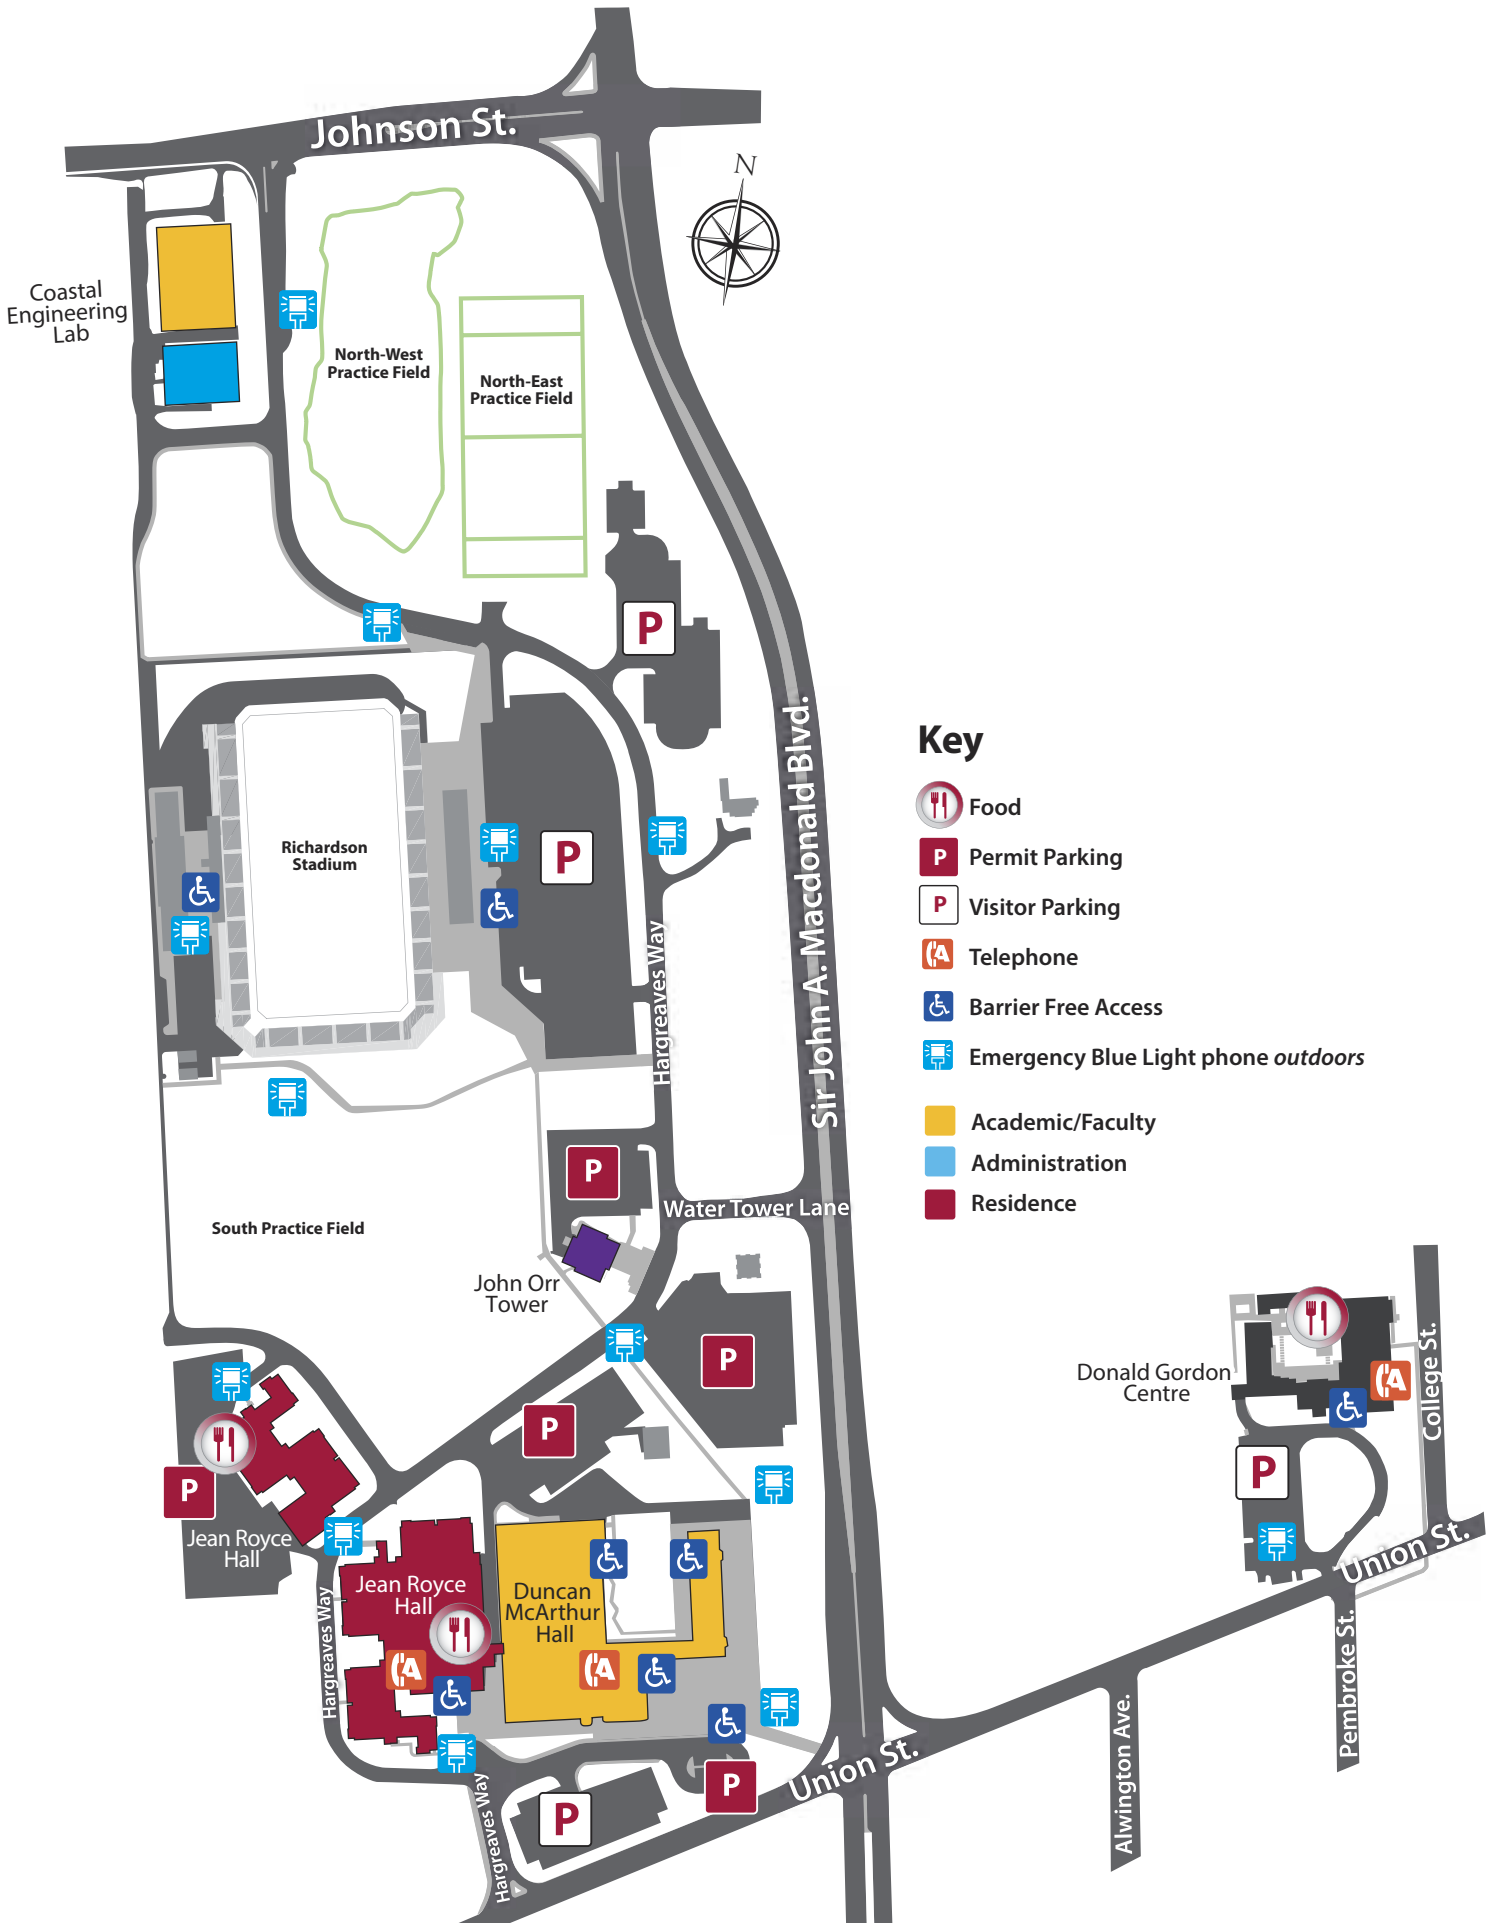 Johnson St.
N
Coastal
Engineering
Lab
North-West
Practice Field
North-East
Practice Field
P
Sir John A. Macdonald Blvd.
Richardson
Stadium
P
Hargreaves Way
Key
Food
P Permit Parking
P Visitor Parking
A Telephone
Barrier Free Access
Emergency Blue Light phone outdoors
Academic/Faculty
Administration
Residence
P
Water Tower Lane
South Practice Field
John Orr
Tower
P
P
P
Jean Royce
Hall
Jean Royce
Hall
A
Duncan
McArthur
Hall
A
Hargreaves Way
P
P
Hargreaves Way
Union St.
Donald Gordon
Centre
A
P
College St.
Union St.
Pembroke St.
Alwington Ave.